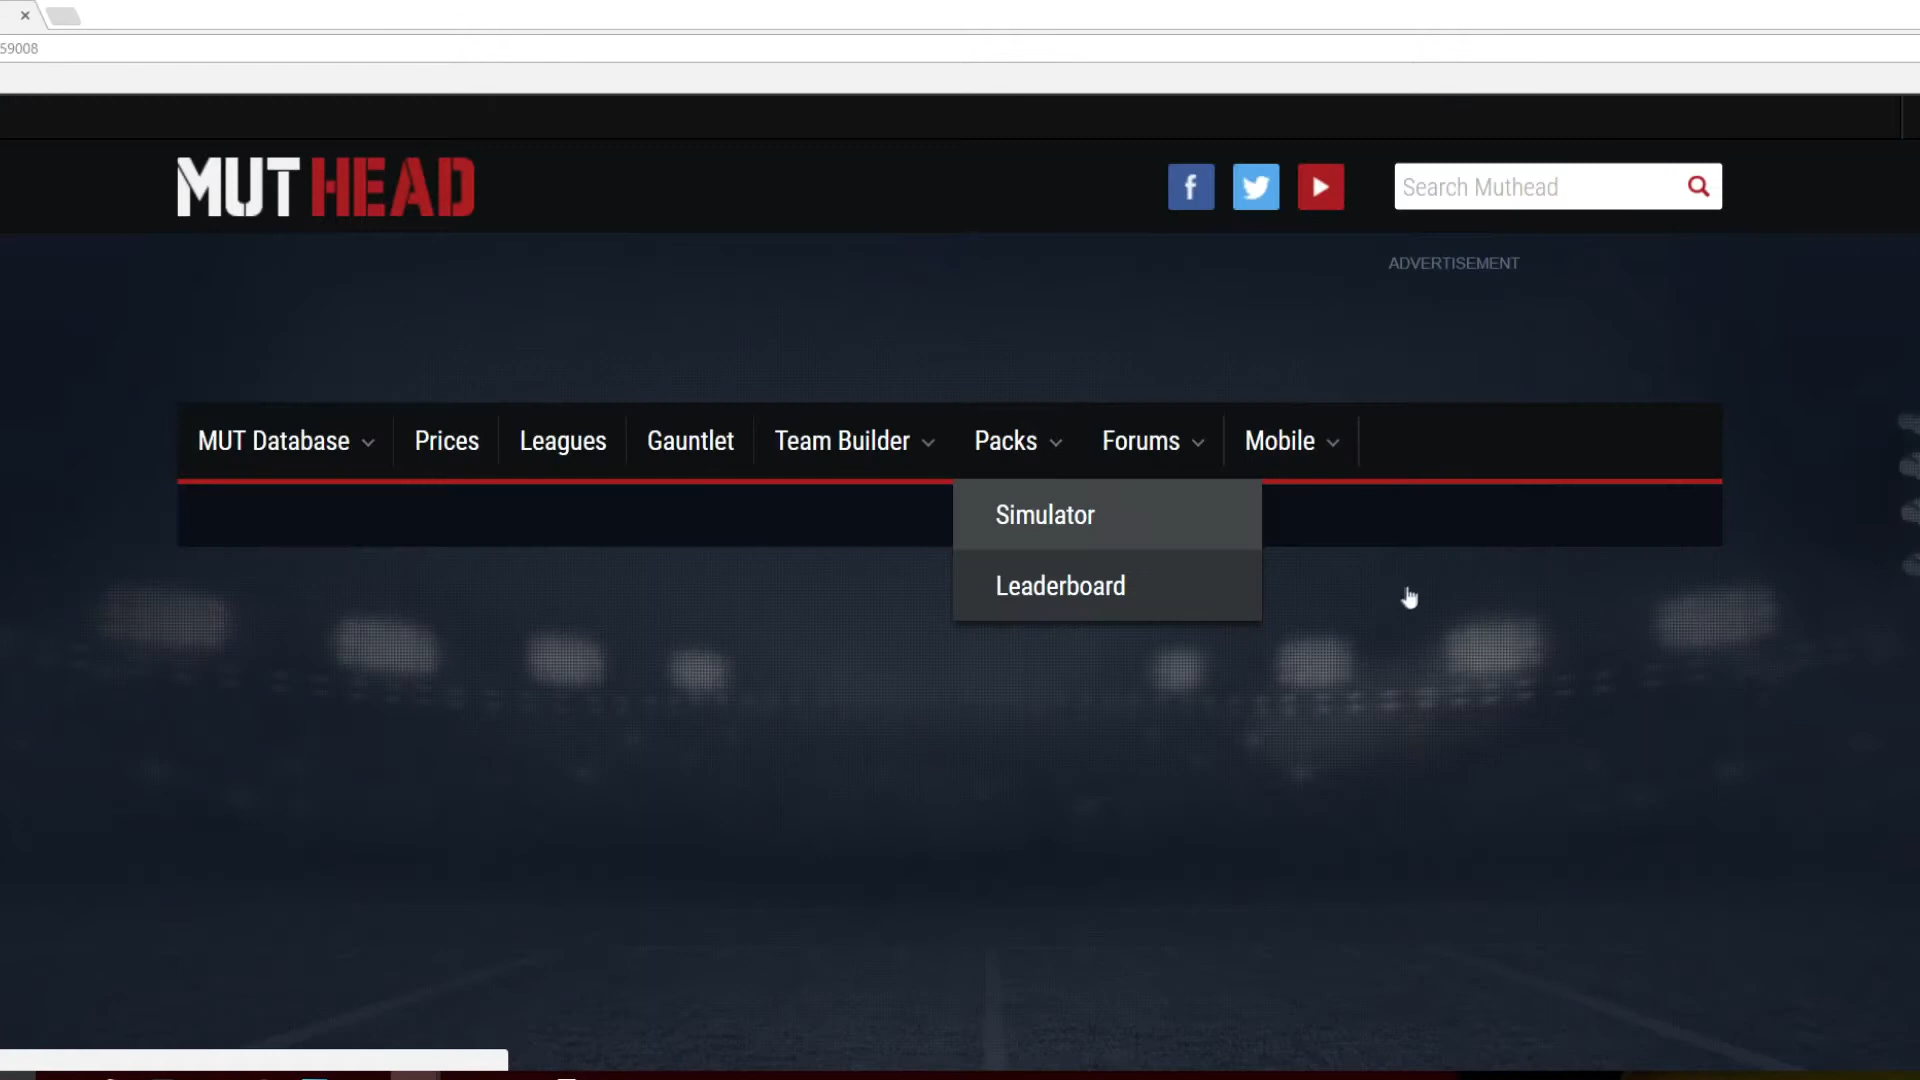 59008
MUT HEAD
f
Search Muthead
ADVERTISEMENT
MUT Database
Prices
Leagues
Gauntlet
Team Builder
Packs
Forums
Mobile
Simulator
Leaderboard